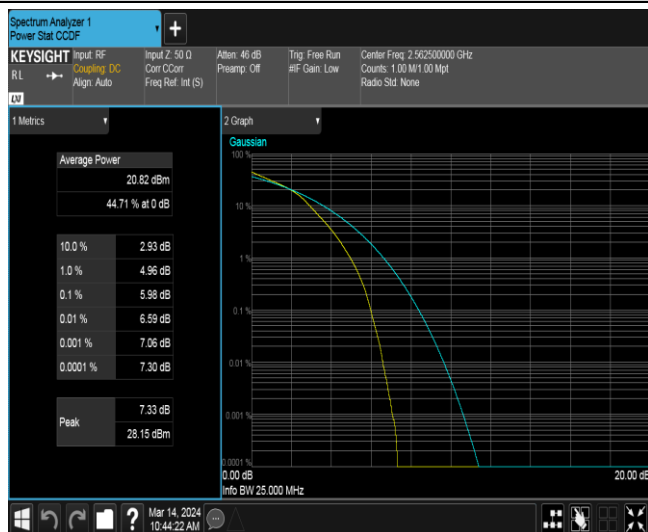 Spectrum Analyzer 1
Power Stat CCDF
KEYSIGHT
RL
LXI
Input: RF
Coupling: DC
Align: Auto
Input Z: 50 Ω
Corr CCorr
Freq Ref: Int (S)
Atten: 46 dB
Preamp: Off
Trig: Free Run
#IF Gain: Low
Center Freq: 2.562500000 GHz
Counts: 1.00 M/1.00 Mpt
Radio Std: None
1 Metrics
Average Power
20.82 dBm
44.71 % at 0 dB
10.0 % 2.93 dB
1.0 % 4.96 dB
0.1 % 5.98 dB
0.01 % 6.59 dB
0.001 % 7.06 dB
0.0001 % 7.30 dB
Peak
7.33 dB
28.15 dBm
2 Graph
Gaussian
100 %
10 %
1 %
0.1 %
0.01 %
0.001 %
0.0001 %
0.00 dB
20.00 dB
Info BW 25.000 MHz
Mar 14, 2024
10:44:22 AM